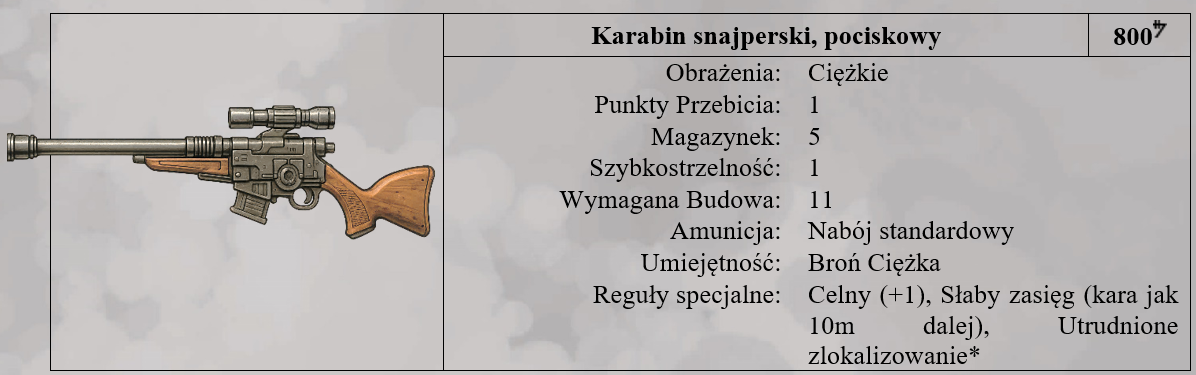 Karabin snajperski, pociskowy 800
Obrażenia: Ciężkie
Punkty Przebicia: 1
Magazynek: 5
Szybkostrzelność: 1
Wymagana Budowa: 11
Amunicja: Nabój standardowy
Umiejętność: Broń Ciężka
Reguły specjalne: Celny (+1), Słaby zasięg (kara jak
10m dalej), Utrudnione
zlokalizowanie*